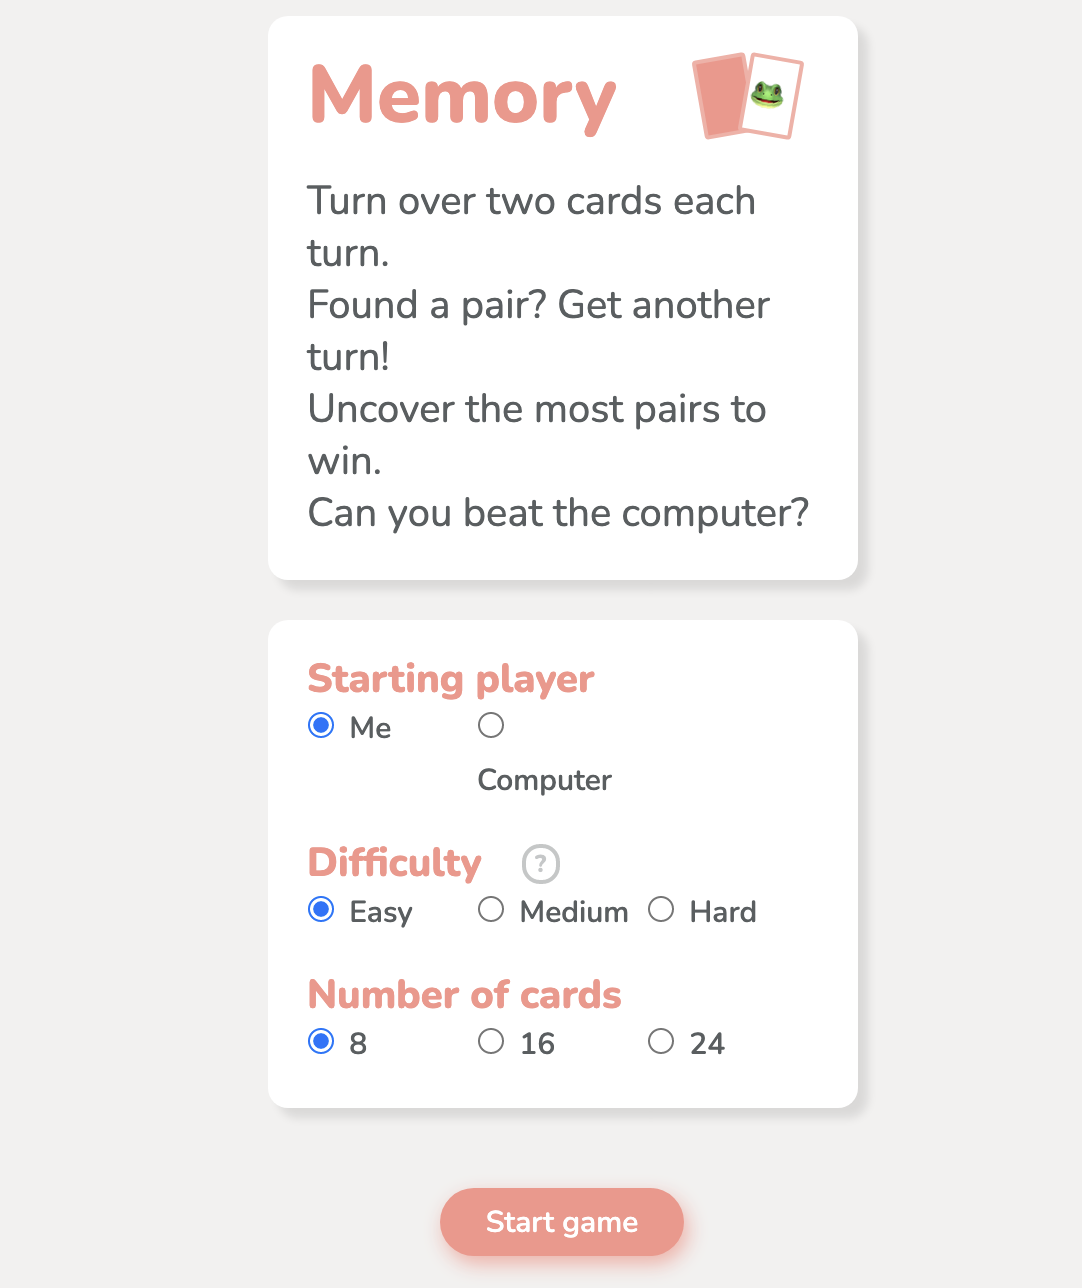 Memory
Turn over two cards each
turn.
Found a pair? Get another
turn!
Uncover the most pairs to
win.
Can you beat the computer?
Starting player
Me
Computer
Difficulty ?
Easy Medium Hard
Number of cards
8 16 24
Start game